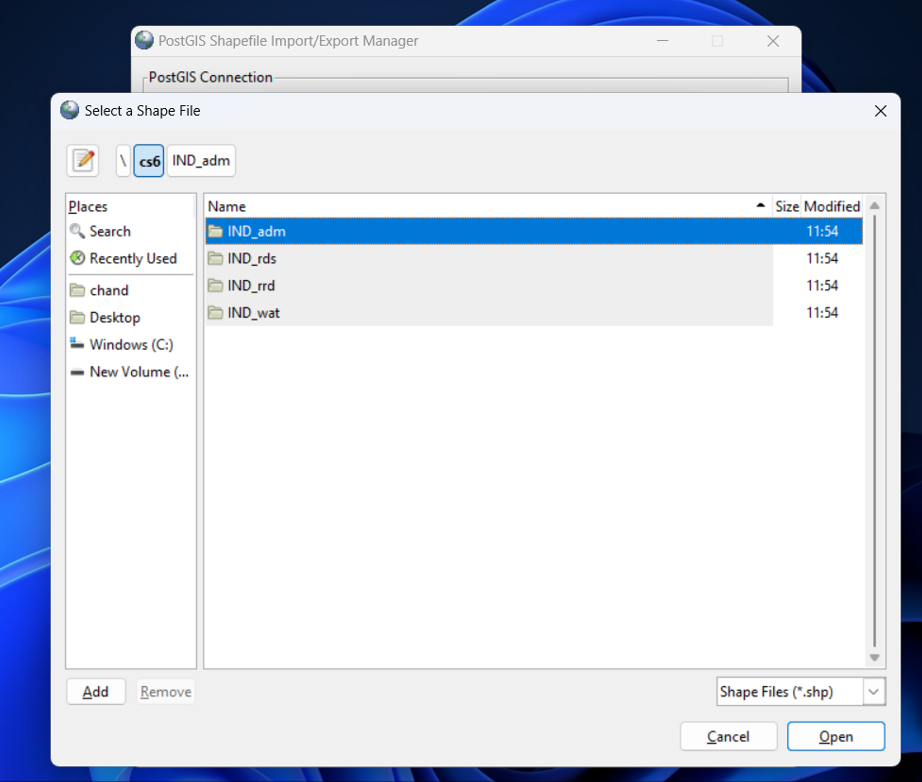 PostGIS Shapefile Import/Export Manager
PostGIS Connection
Select a Shape File
\ cs6 IND_adm
Places
Search
Recently Used
chand
Desktop
Windows (C:)
New Volume (...
Name Size Modified
IND_adm 11:54
IND_rds 11:54
IND_rrd 11:54
IND_wat 11:54
Add Remove
Shape Files (*.shp)
Cancel Open